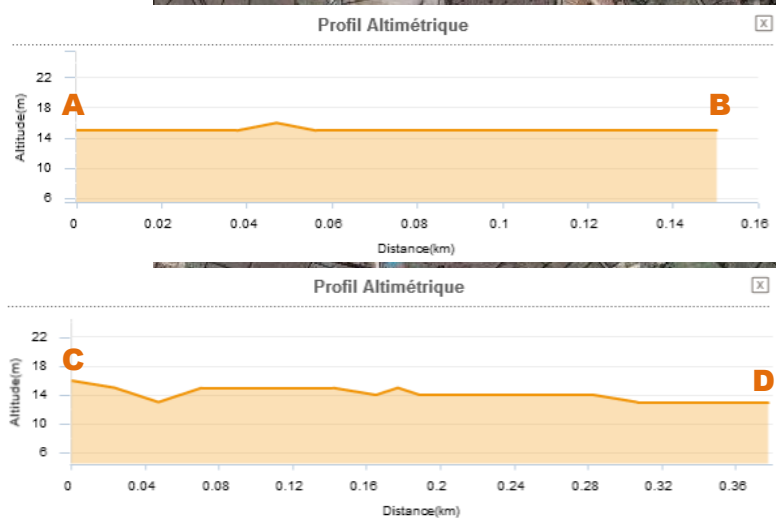 Profil Altimétrique x
22
18
14
10
6
Altitude(m)
A B
0 0.02 0.04 0.06 0.08 0.1 0.12 0.14 0.16
Distance(km)
Profil Altimétrique x
22
18
14
10
6
Altitude(m)
C D
0 0.04 0.08 0.12 0.16 0.2 0.24 0.28 0.32 0.36
Distance(km)